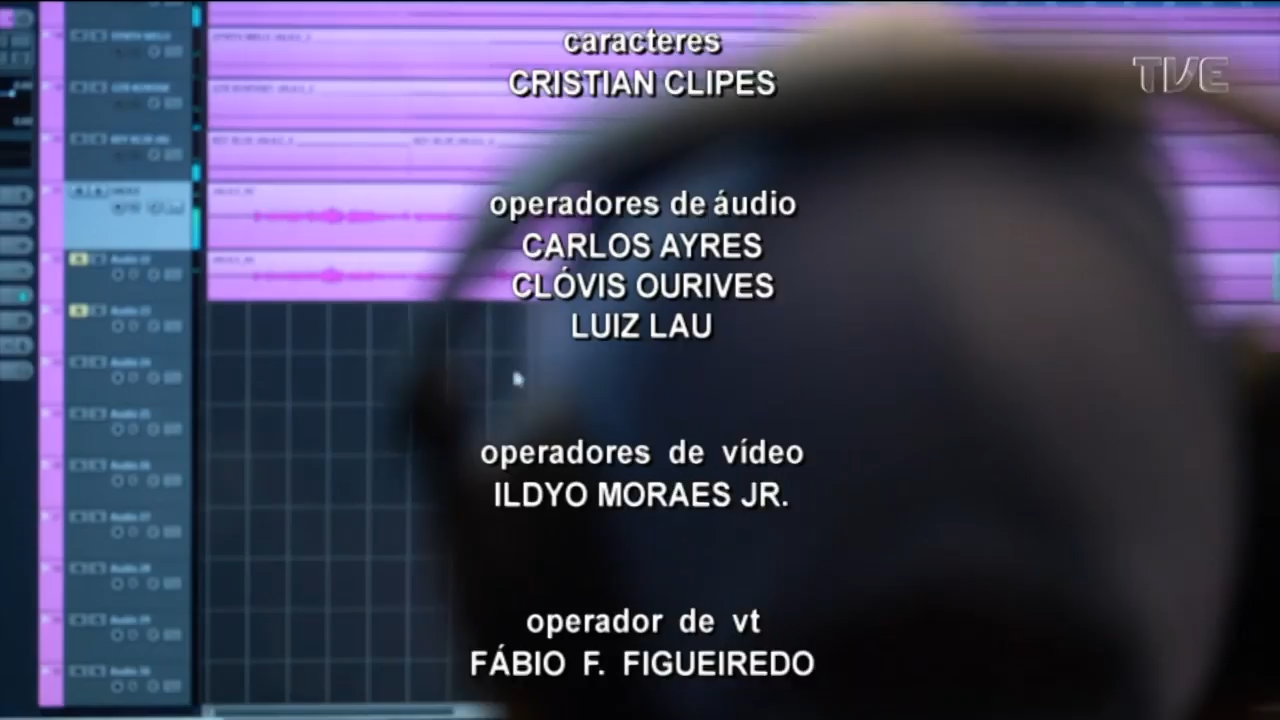 caracteres
CRISTIAN CLIPES
TVE
operadores de áudio
CARLOS AYRES
CLÓVIS OURIVES
LUIZ LAU
operadores de vídeo
ILDYO MORAES JR.
operador de vt
FÁBIO F. FIGUEIREDO